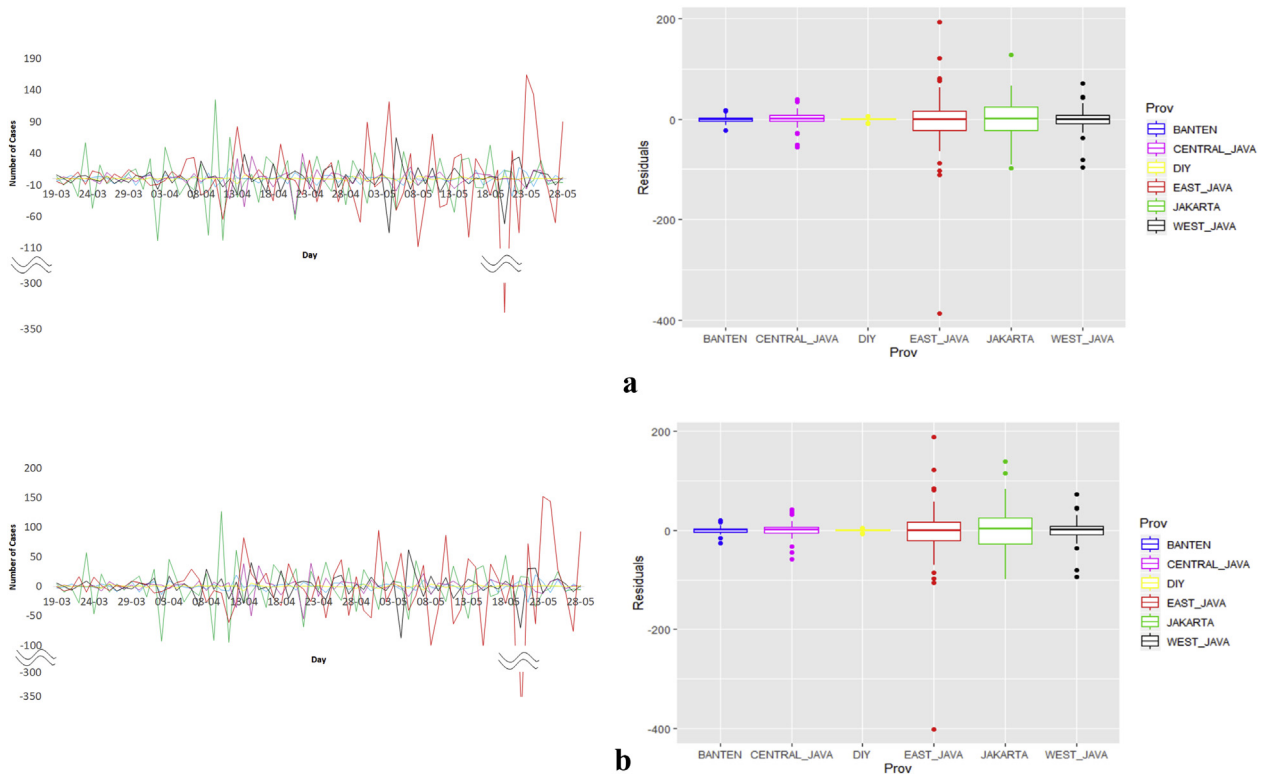 190
140
90
40
-10
-60
-110
-300
-350
Number of Cases
19-03 24-03 29-03 03-04 08-04 13-04 18-04 23-04 28-04 03-05 08-05 13-05 18-05 23-05 28-05
Day
200
0
-200
-400
Residuals
BANTEN CENTRAL_JAVA DIY EAST_JAVA JAKARTA WEST_JAVA
Prov
Prov
BANTEN
CENTRAL_JAVA
DIY
EAST_JAVA
JAKARTA
WEST_JAVA
a
200
150
100
50
0
-50
-100
-300
-350
Number of Cases
19-03 24-03 29-03 03-04 08-04 13-04 18-04 23-04 28-04 03-05 08-05 13-05 18-05 23-05 28-05
Day
200
0
-200
-400
Residuals
BANTEN CENTRAL_JAVA DIY EAST_JAVA JAKARTA WEST_JAVA
Prov
Prov
BANTEN
CENTRAL_JAVA
DIY
EAST_JAVA
JAKARTA
WEST_JAVA
b